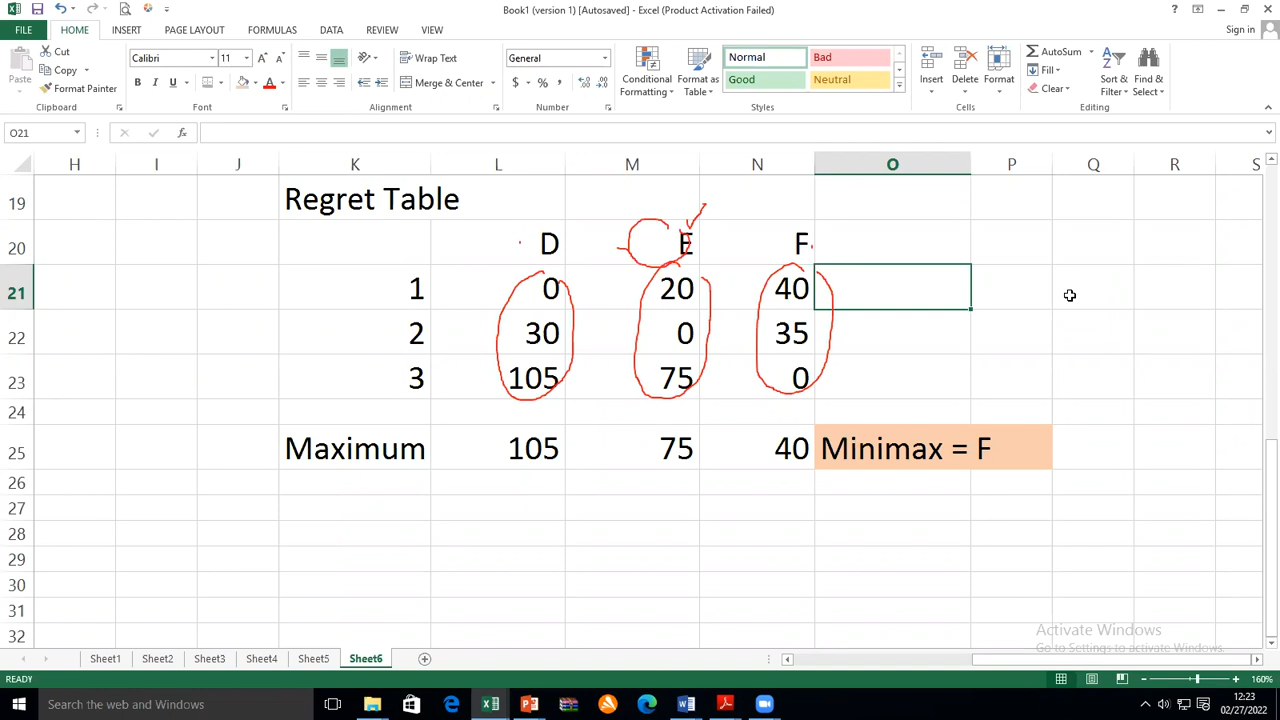 Book1 (version 1) [Autosaved] - Excel (Product Activation Failed)
FILE HOME INSERT PAGE LAYOUT FORMULAS DATA REVIEW VIEW Sign in
Paste Cut Copy Format Painter
Calibri 11 A A B I U A
Wrap Text Merge & Center
General $ % ,
Conditional Formatting Format as Table
Normal Bad Good Neutral
Insert Delete Format
AutoSum Fill Clear Sort & Filter Find & Select
Clipboard Font Alignment Number Styles Cells Editing
O21 fx
H I J K L M N O P Q R S
19 Regret Table
20 D E F
21 1 0 20 40
22 2 30 0 35
23 3 105 75 0
24
25 Maximum 105 75 40 Minimax = F
26
27
28
29
30
31
32
Activate Windows
Go to Settings to activate Windows.
Sheet1 Sheet2 Sheet3 Sheet4 Sheet5 Sheet6
READY 160%
Search the web and Windows
12:23
02/27/2022